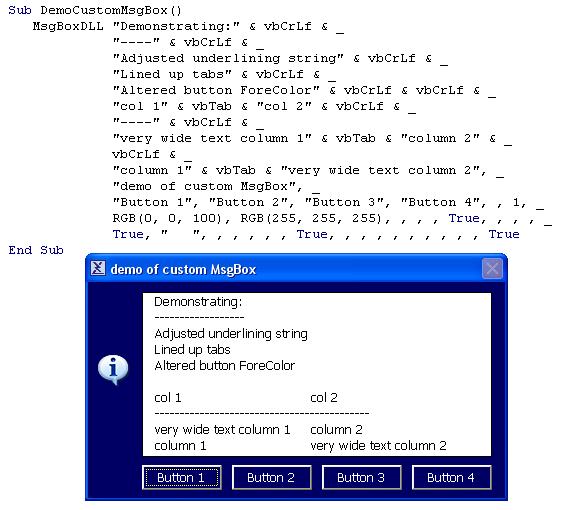 Sub DemoCustomMsgBox()
MsgBoxDLL "Demonstrating:" & vbCrLf & _
"----" & vbCrLf & _
"Adjusted underlining string" & vbCrLf & _
"Lined up tabs" & vbCrLf & _
"Altered button ForeColor" & vbCrLf & vbCrLf & _
"col 1" & vbTab & "col 2" & vbCrLf & _
"----" & vbCrLf & _
"very wide text column 1" & vbTab & "column 2" & _
vbCrLf & _
"column 1" & vbTab & "very wide text column 2", _
"demo of custom MsgBox", _
"Button 1", "Button 2", "Button 3", "Button 4", , 1, _
RGB(0, 0, 100), RGB(255, 255, 255), , , , True, , , , _
True, "   ", , , , , , True, , , , , , , , , , True
End Sub
demo of custom MsgBox
Demonstrating:
------------------
Adjusted underlining string
Lined up tabs
Altered button ForeColor
col 1 col 2
-------------------------------------------
very wide text column 1 column 2
column 1 very wide text column 2
Button 1 Button 2 Button 3 Button 4